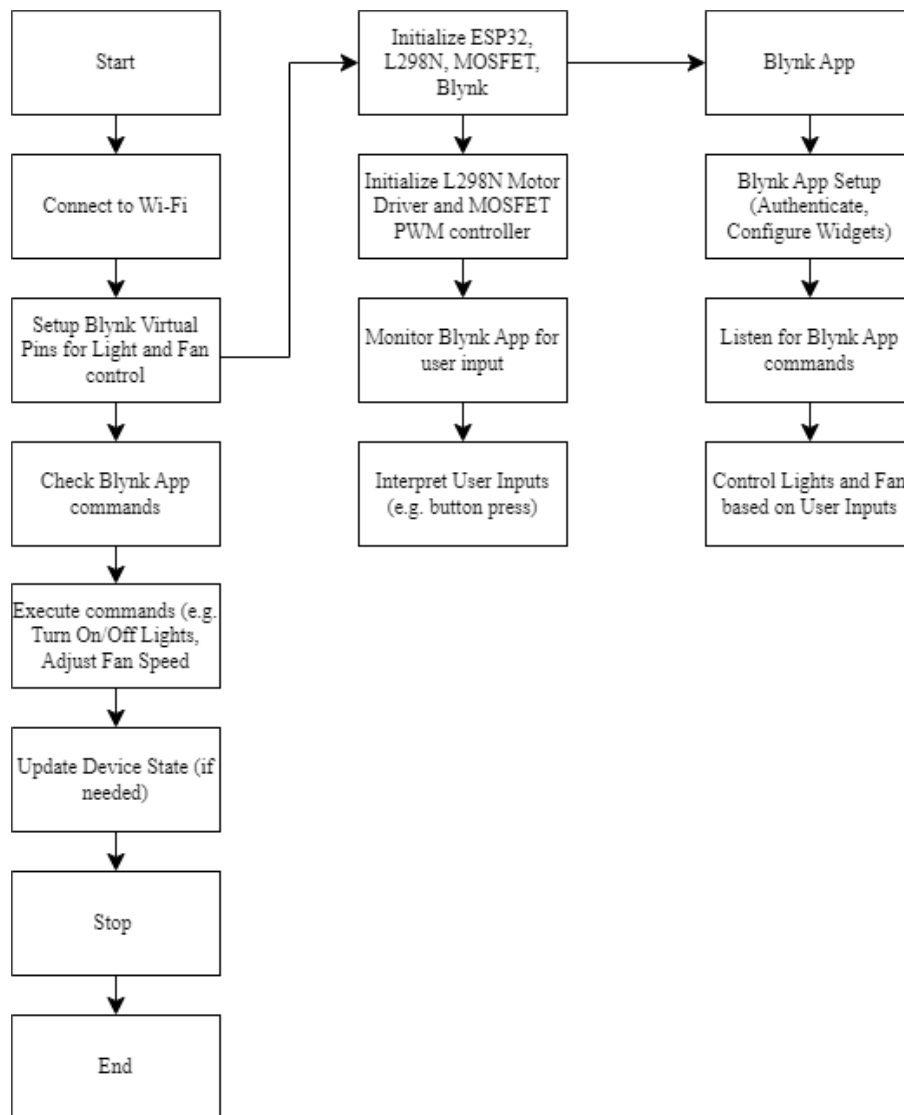 Start
Connect to Wi-Fi
Setup Blynk Virtual
Pins for Light and Fan
control
Check Blynk App
commands
Execute commands (e.g.
Turn On/Off Lights,
Adjust Fan Speed
Update Device State (if
needed)
Stop
End
Initialize ESP32,
L298N, MOSFET,
Blynk
Initialize L298N Motor
Driver and MOSFET
PWM controller
Monitor Blynk App for
user input
Interpret User Inputs
(e.g. button press)
Blynk App
Blynk App Setup
(Authenticate,
Configure Widgets)
Listen for Blynk App
commands
Control Lights and Fan
based on User Inputs